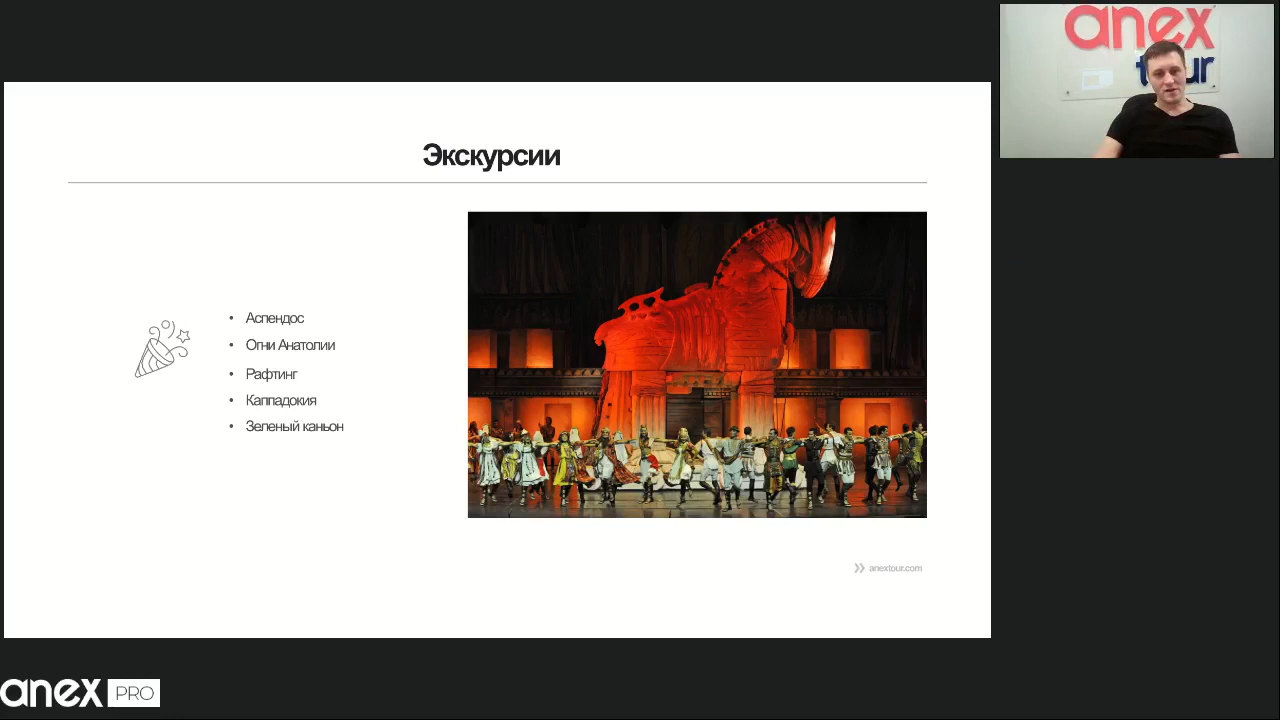 anex
tour
Экскурсии
• Аспендос
• Огни Анатолии
• Рафтинг
• Каппадокия
• Зеленый каньон
anextour.com
anex PRO